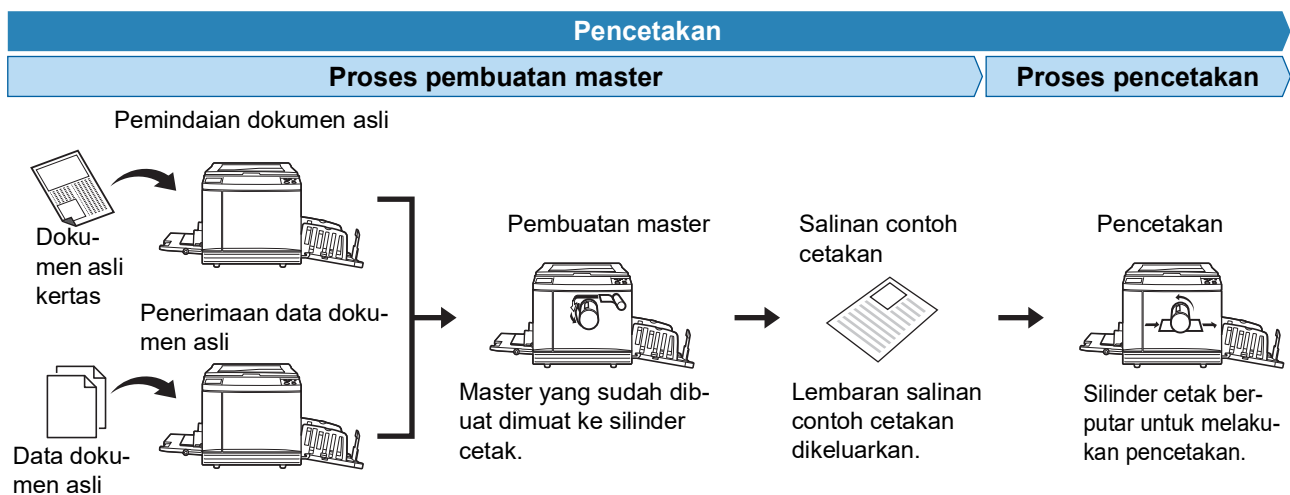 Pencetakan
Proses pembuatan master
Proses pencetakan
Pemindaian dokumen asli
Doku-
men asli
kertas
Penerimaan data doku-
men asli
Data doku-
men asli
Pembuatan master
Master yang sudah dib-
uat dimuat ke silinder
cetak.
Salinan contoh
cetakan
Lembaran salinan
contoh cetakan
dikeluarkan.
Pencetakan
Silinder cetak ber-
putar untuk melaku-
kan pencetakan.